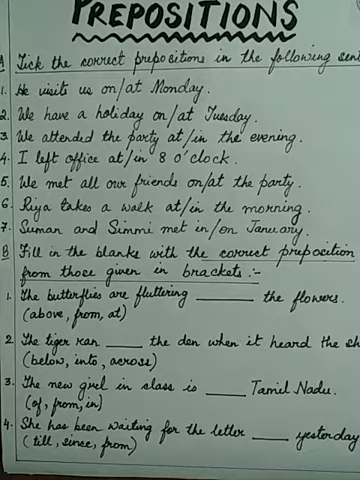 PREPOSITIONS
A Tick the correct prepositions in the following
1. He visits us on/at Monday.
2. We have a holiday on/at Tuesday.
3. We attended the party at/in the evening.
4. I left office at/in 8 o'clock.
5. We met all our friends on/at the party.
6. Riya takes a walk at/in the morning.
7. Suman and Simmi met in/on January.
B Fill in the blanks with the correct preposition
from those given in brackets:-
1. The butterflies are fluttering ______ the flowers.
(above, from, at)
2. The tiger ran ____ the den when it heard the
(below, into, across)
3. The new girl in class is ____ Tamil Nadu.
(of, from, in)
4. She has been waiting for the letter ____ yesterday
(till, since, from)